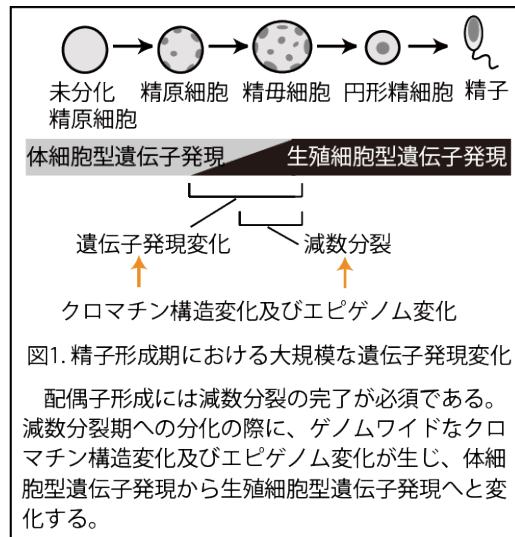 未分化
精原細胞
精原細胞
精母細胞
円形精細胞
精子
体細胞型遺伝子発現
生殖細胞型遺伝子発現
遺伝子発現変化
減数分裂
クロマチン構造変化及びエピゲノム変化
図1. 精子形成期における大規模な遺伝子発現変化
配偶子形成には減数分裂の完了が必須である。
減数分裂期への分化の際に、ゲノムワイドなクロ
マチン構造変化及びエピゲノム変化が生じ、体細
胞型遺伝子発現から生殖細胞型遺伝子発現へと変
化する。